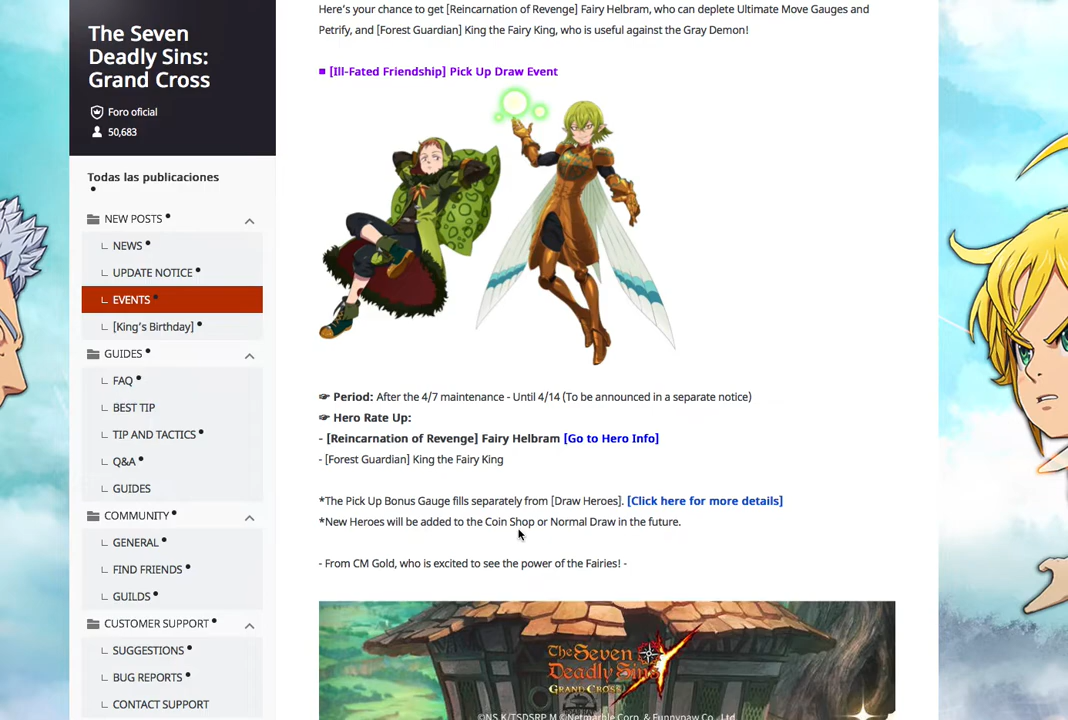 The Seven
Deadly Sins:
Grand Cross
Foro oficial
50,683
Todas las publicaciones
NEW POSTS
NEWS
UPDATE NOTICE
EVENTS
[King's Birthday]
GUIDES
FAQ
BEST TIP
TIP AND TACTICS
Q&A
GUIDES
COMMUNITY
GENERAL
FIND FRIENDS
GUILDS
CUSTOMER SUPPORT
SUGGESTIONS
BUG REPORTS
CONTACT SUPPORT
Here's your chance to get [Reincarnation of Revenge] Fairy Helbram, who can deplete Ultimate Move Gauges and
Petrify, and [Forest Guardian] King the Fairy King, who is useful against the Gray Demon!
■ [Ill-Fated Friendship] Pick Up Draw Event
☞ Period: After the 4/7 maintenance - Until 4/14 (To be announced in a separate notice)
☞ Hero Rate Up:
- [Reincarnation of Revenge] Fairy Helbram [Go to Hero Info]
- [Forest Guardian] King the Fairy King
*The Pick Up Bonus Gauge fills separately from [Draw Heroes]. [Click here for more details]
*New Heroes will be added to the Coin Shop or Normal Draw in the future.
- From CM Gold, who is excited to see the power of the Fairies! -
The Seven
Deadly Sins
GRAND CROSS
©NS,K/TSDSRP,M ©Netmarble Corp. & Funnypaw Co., Ltd.